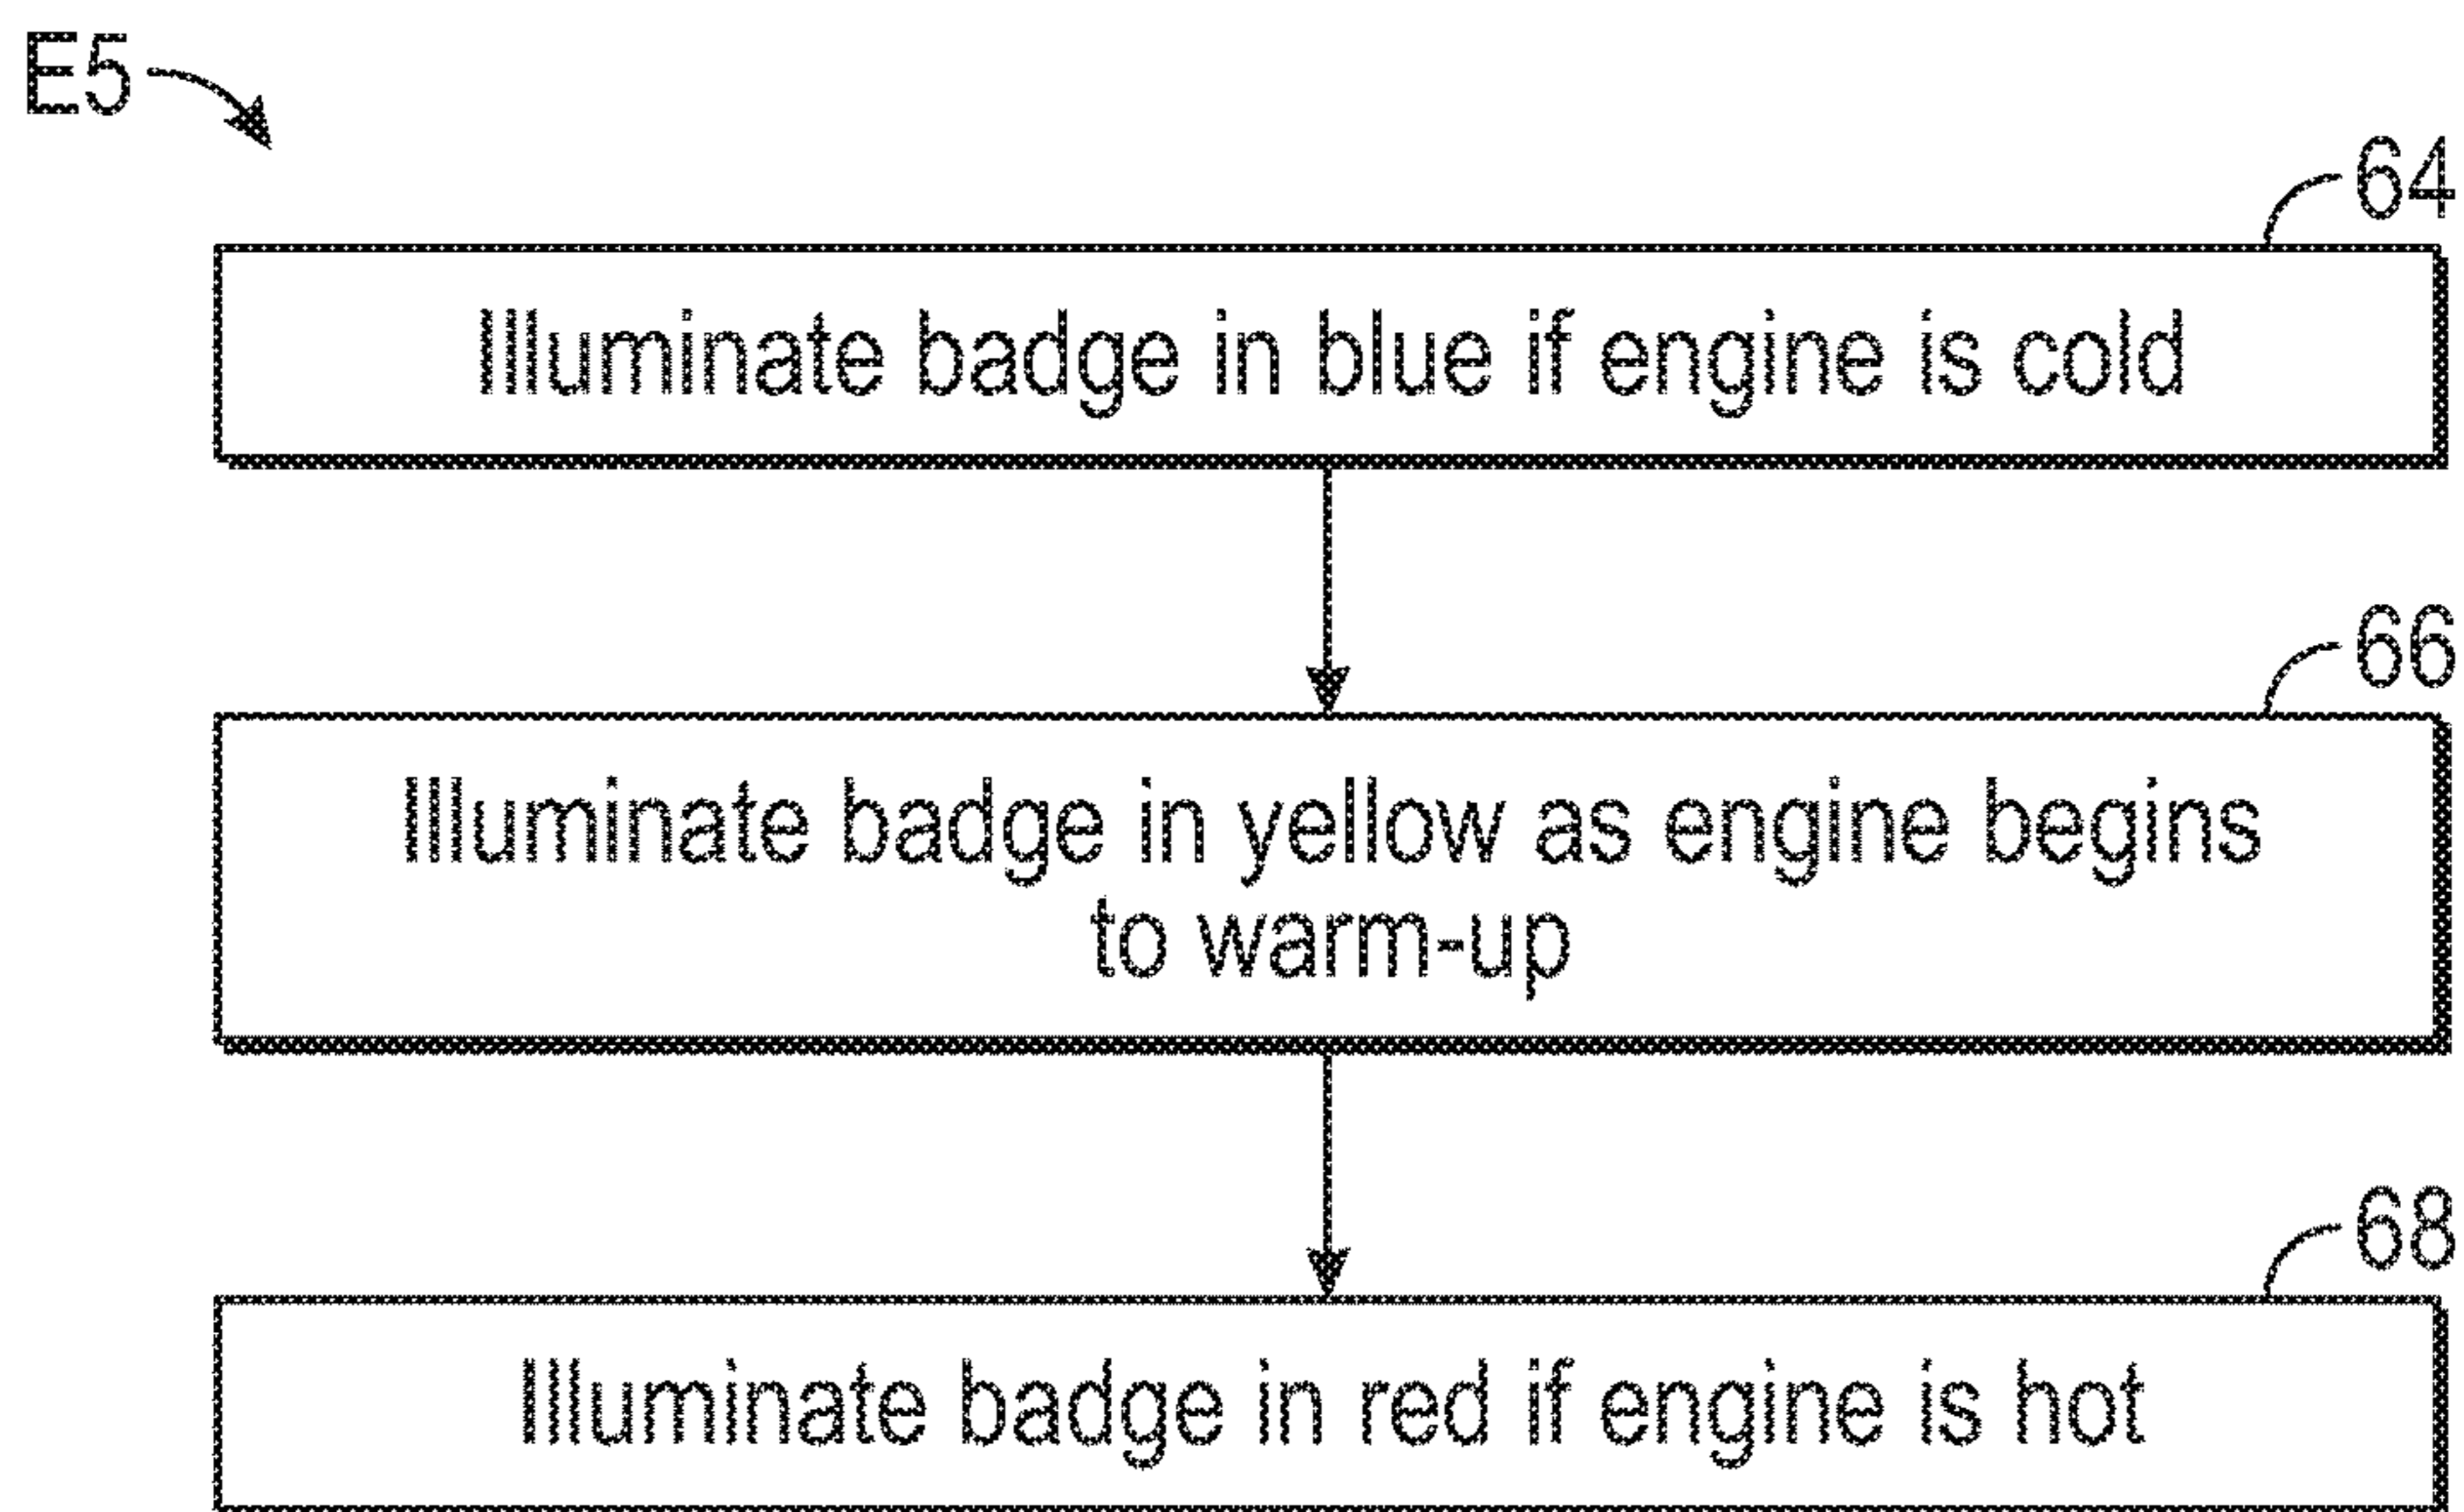 E5
64
Illuminate badge in blue if engine is cold
66
Illuminate badge in yellow as engine begins
to warm-up
68
Illuminate badge in red if engine is hot